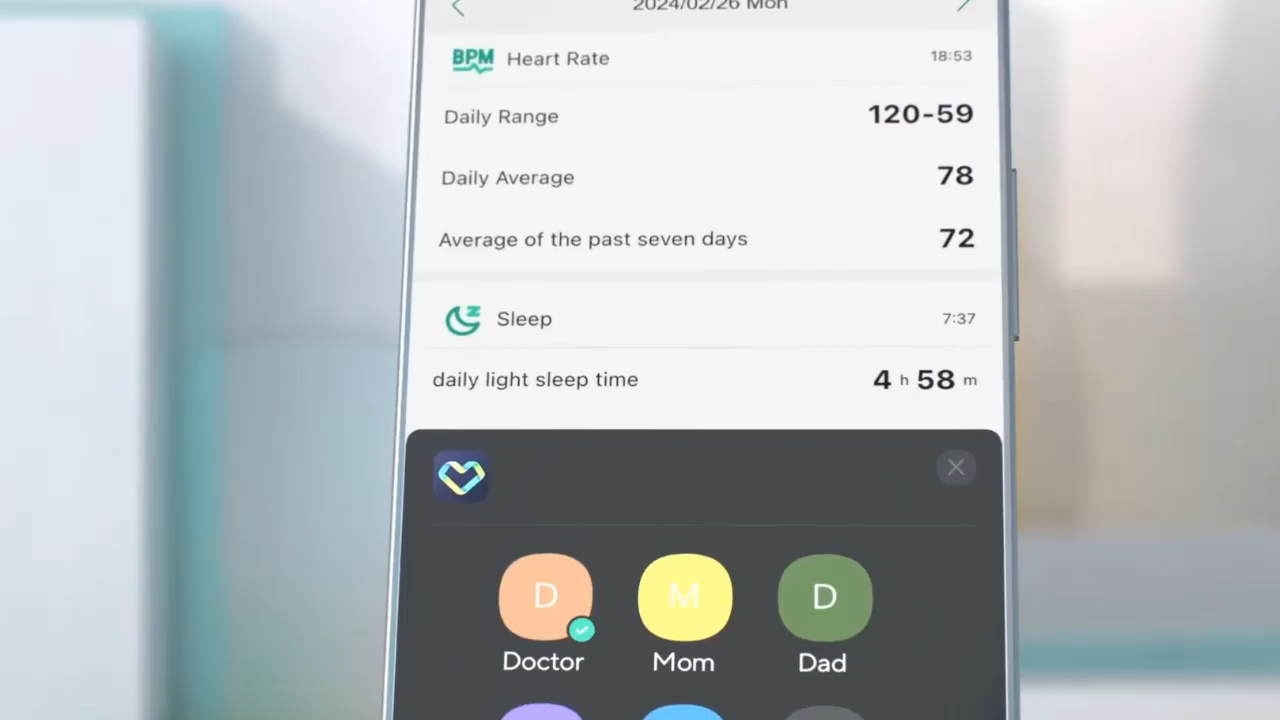 2024/02/26 Mon
BPM Heart Rate 18:53
Daily Range 120-59
Daily Average 78
Average of the past seven days 72
Z Sleep 7:37
daily light sleep time 4 h 58 m
D M D
Doctor Mom Dad